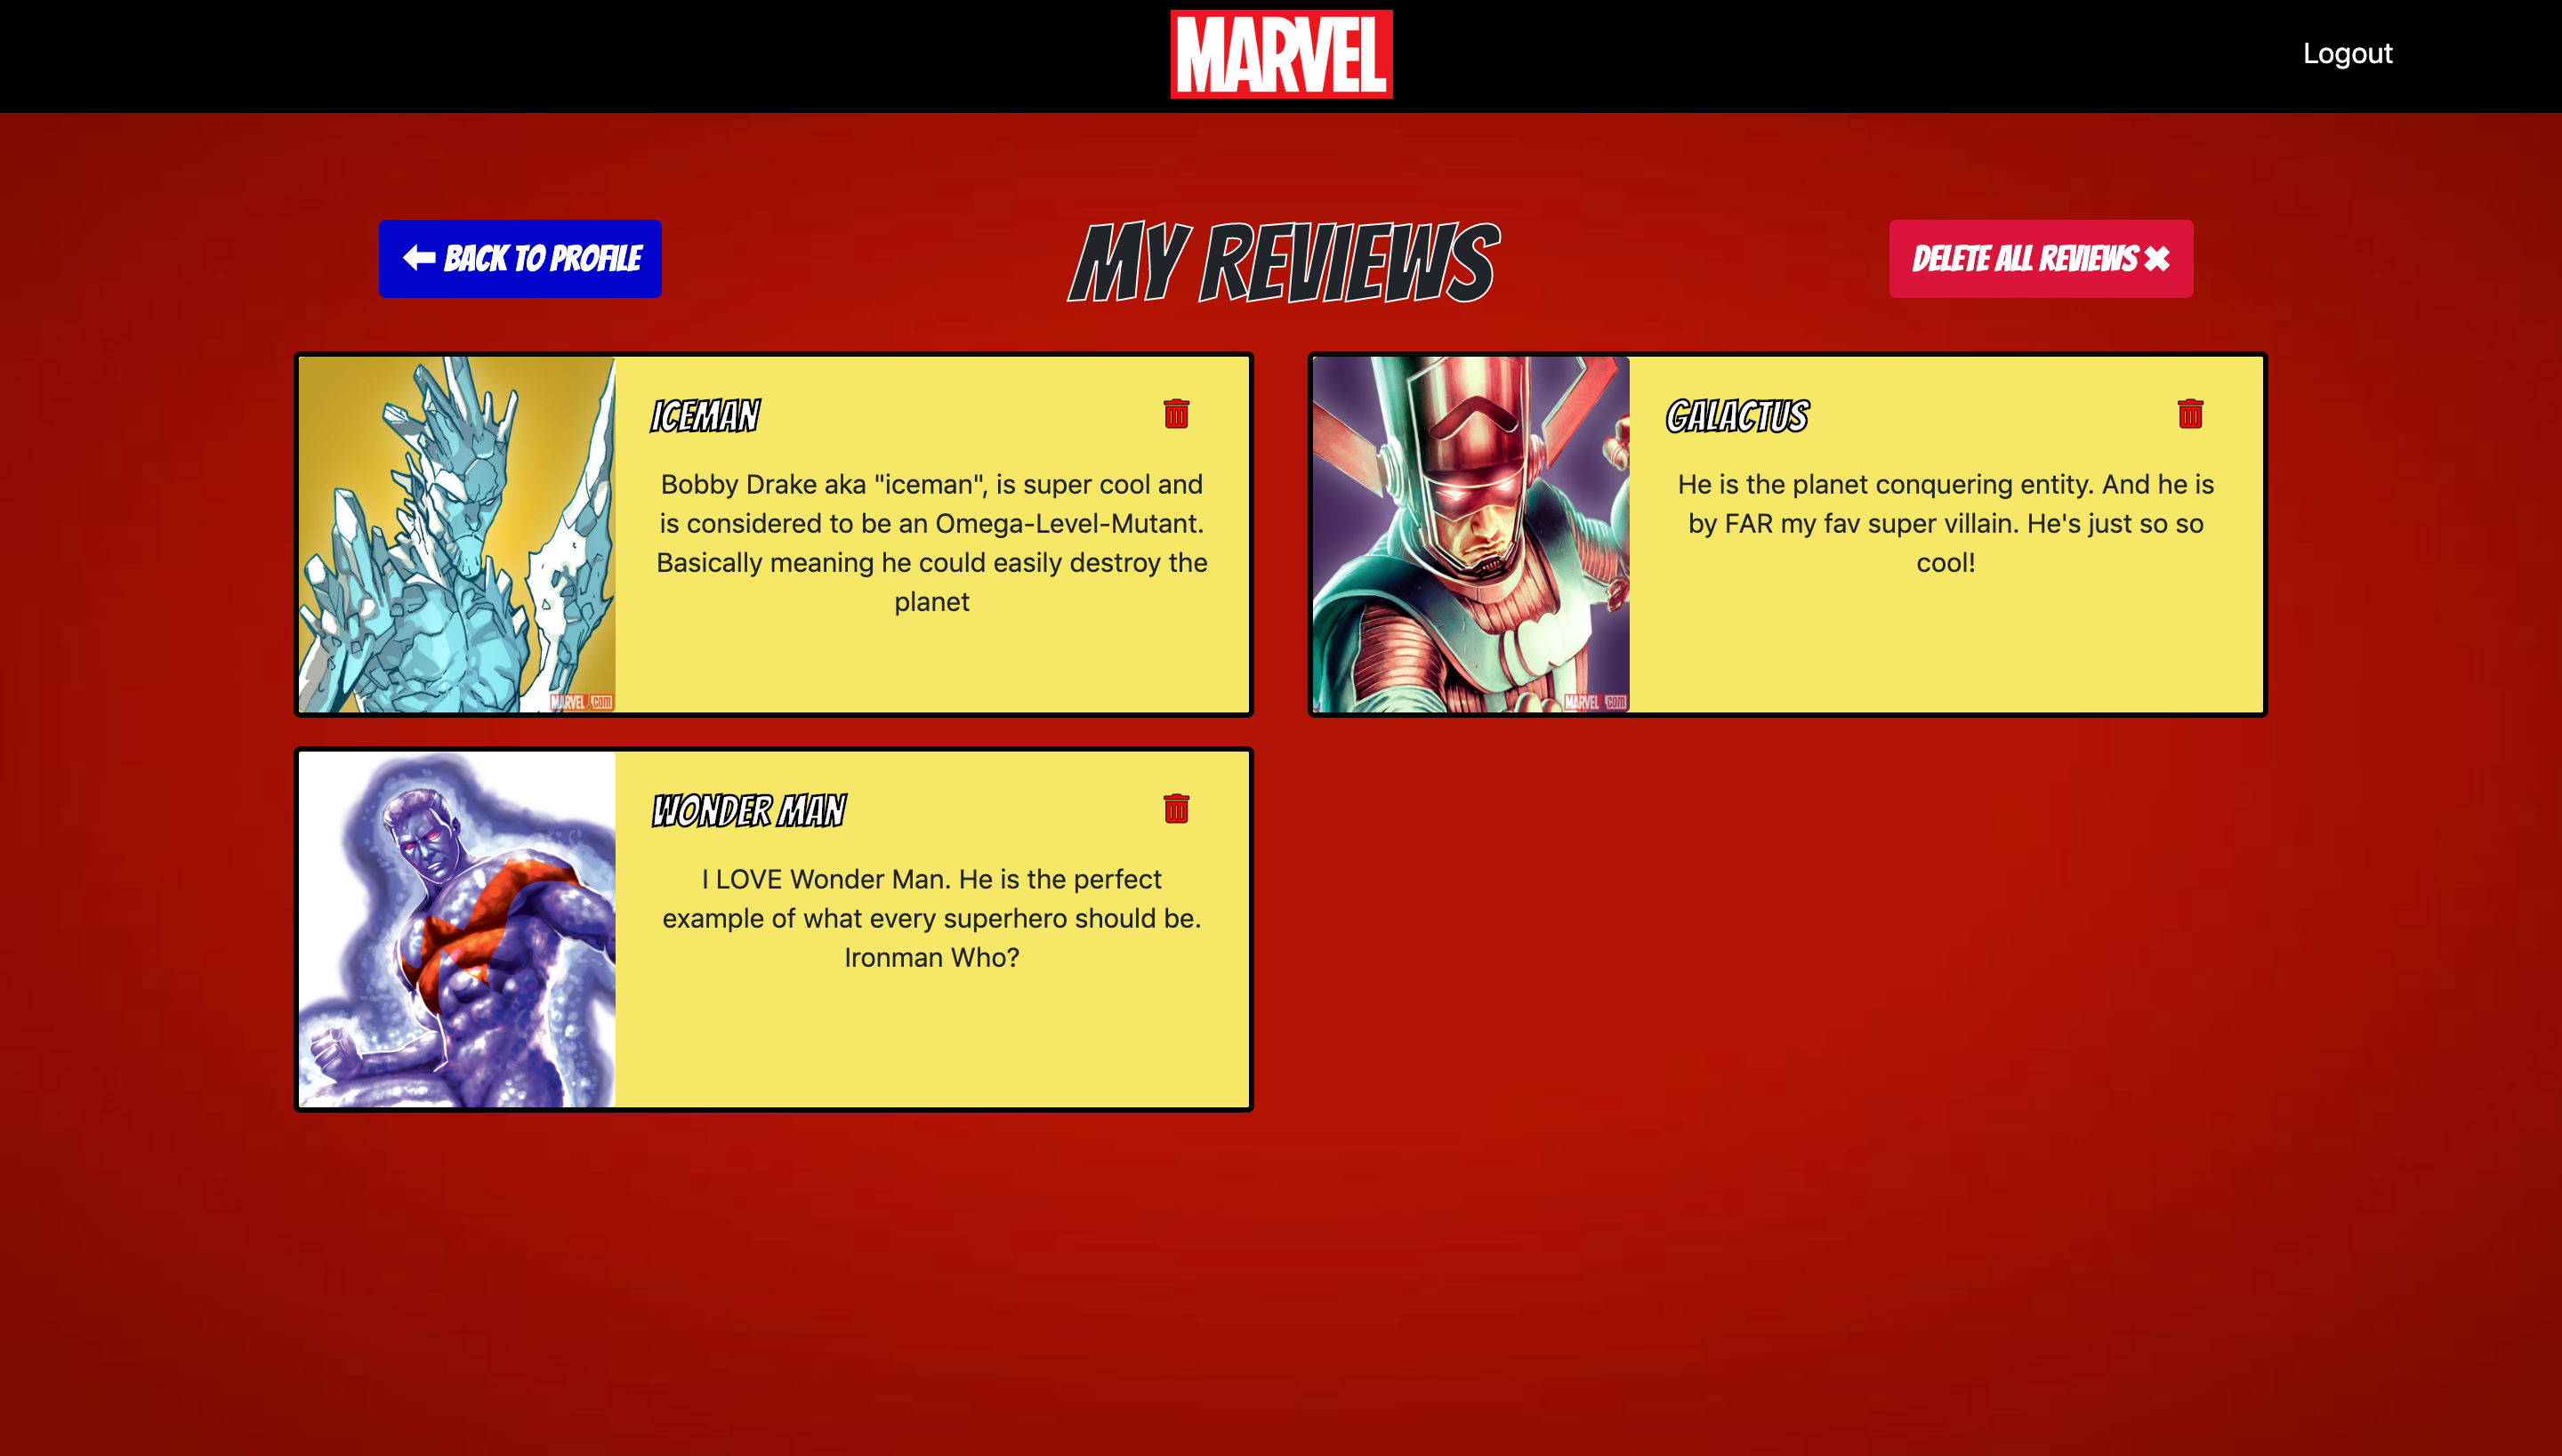 MARVEL
Logout
BACK TO PROFILE
MY REVIEWS
DELETE ALL REVIEWS
ICEMAN
Bobby Drake aka "iceman", is super cool and
is considered to be an Omega-Level-Mutant.
Basically meaning he could easily destroy the
planet
MARVEL.com
GALACTUS
He is the planet conquering entity. And he is
by FAR my fav super villain. He's just so so
cool!
MARVEL.com
WONDER MAN
I LOVE Wonder Man. He is the perfect
example of what every superhero should be.
Ironman Who?